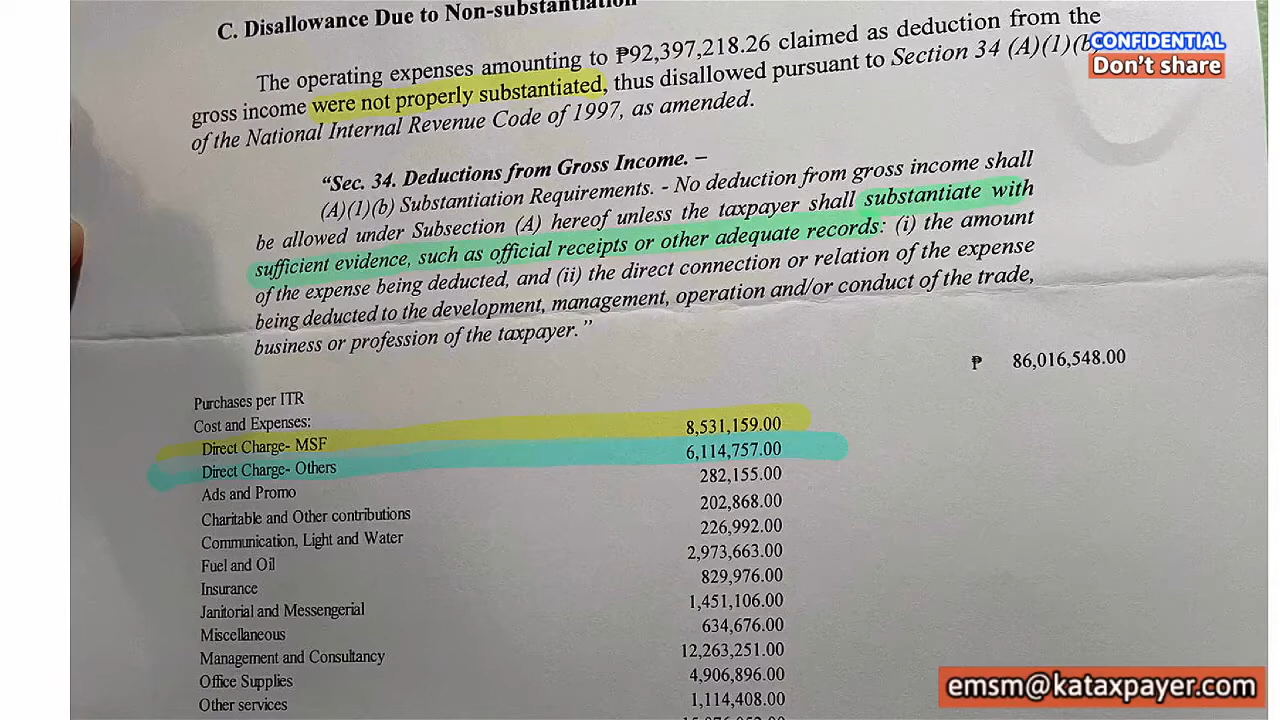 C. Disallowance Due to Non-substantiation
The operating expenses amounting to ₱92,397,218.26 claimed as deduction from the
gross income were not properly substantiated, thus disallowed pursuant to Section 34 (A)(1)(b)
of the National Internal Revenue Code of 1997, as amended.
CONFIDENTIAL
Don't share
“Sec. 34. Deductions from Gross Income. –
(A)(1)(b) Substantiation Requirements. - No deduction from gross income shall
be allowed under Subsection (A) hereof unless the taxpayer shall substantiate with
sufficient evidence, such as official receipts or other adequate records: (i) the amount
of the expense being deducted, and (ii) the direct connection or relation of the expense
being deducted to the development, management, operation and/or conduct of the trade,
business or profession of the taxpayer.”
Purchases per ITR ₱ 86,016,548.00
Cost and Expenses:
Direct Charge- MSF 8,531,159.00
Direct Charge- Others 6,114,757.00
Ads and Promo 282,155.00
Charitable and Other contributions 202,868.00
Communication, Light and Water 226,992.00
Fuel and Oil 2,973,663.00
Insurance 829,976.00
Janitorial and Messengerial 1,451,106.00
Miscellaneous 634,676.00
Management and Consultancy 12,263,251.00
Office Supplies 4,906,896.00
Other services 1,114,408.00
emsm@kataxpayer.com